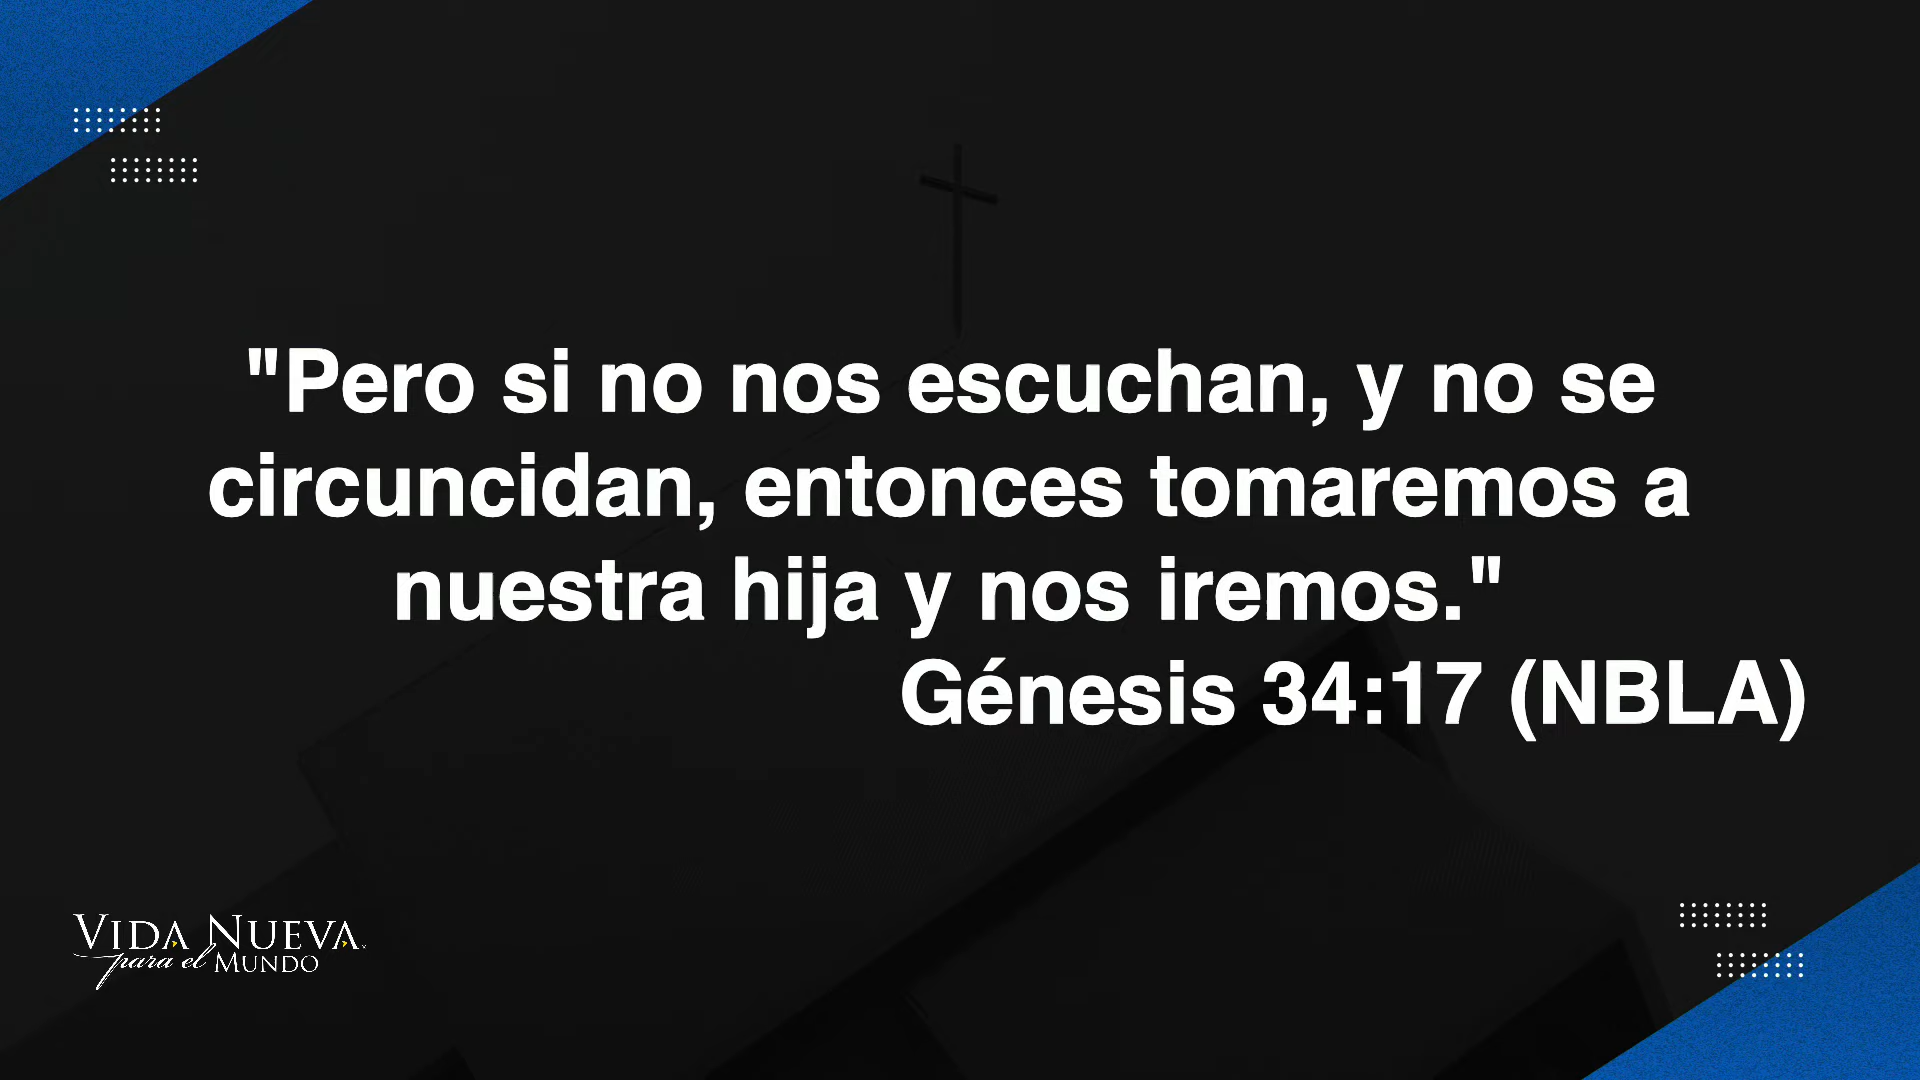 "Pero si no nos escuchan, y no se
circuncidan, entonces tomaremos a
nuestra hija y nos iremos."
Génesis 34:17 (NBLA)
VIDA NUEVA
para el MUNDO